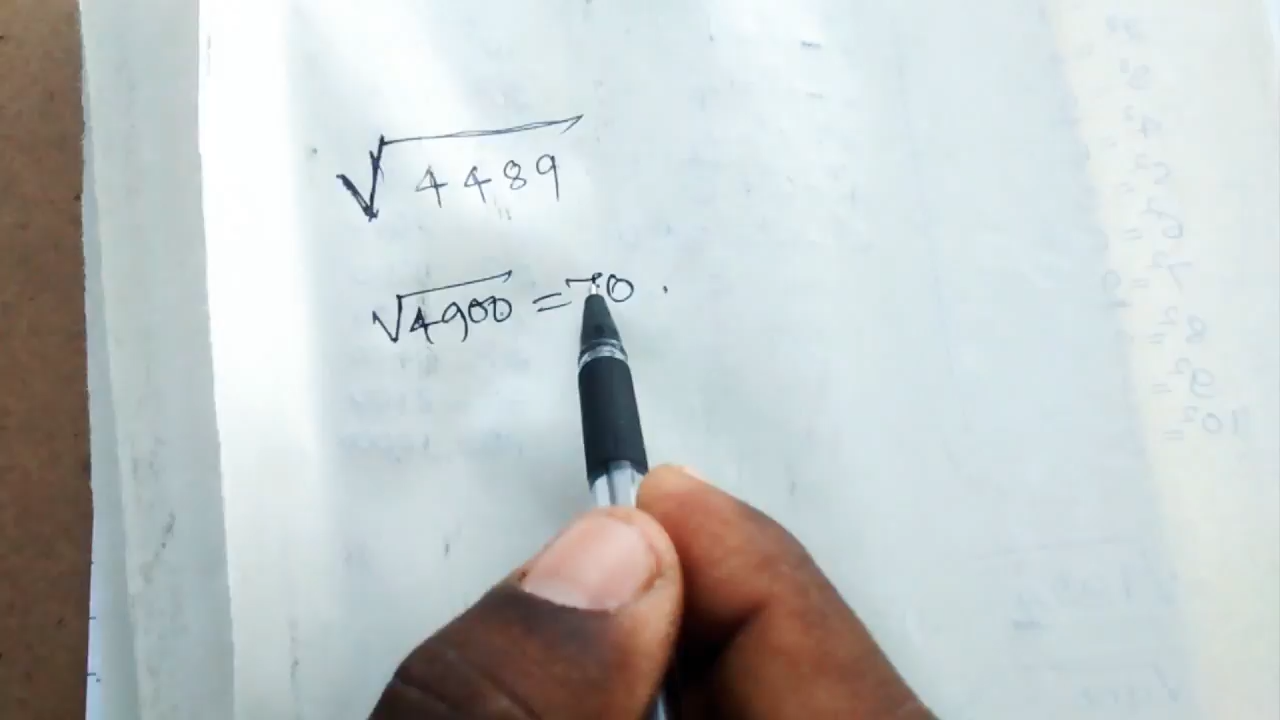 √4489
√4900 = 70 .